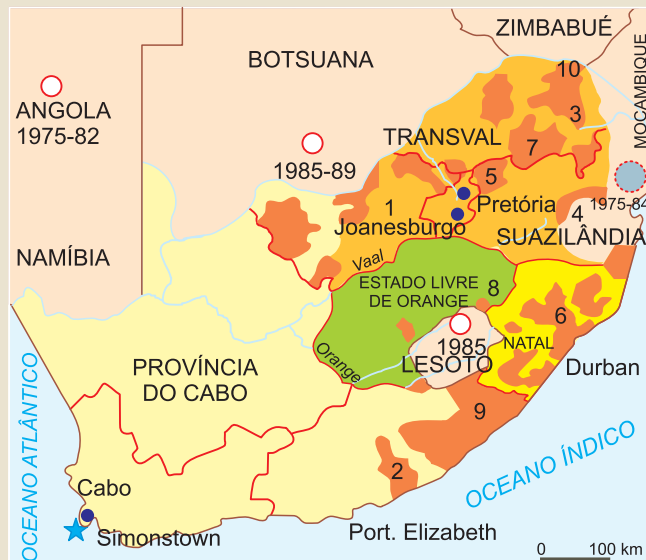 ZIMBABUÉ
BOTSUANA
MOÇAMBIQUE
ANGOLA
1975-82
10
3
TRANSVAL
7
1985-89
5
Pretória
1975-84
1
4
Joanesburgo
SUAZILÂNDIA
NAMÍBIA
Vaal
ESTADO LIVRE
DE ORANGE
8
6
1985
NATAL
Orange
LESOTO
PROVÍNCIA
DO CABO
Durban
9
OCEANO ATLÂNTICO
2
OCEANO ÍNDICO
Cabo
Simonstown
Port. Elizabeth
0 100 km